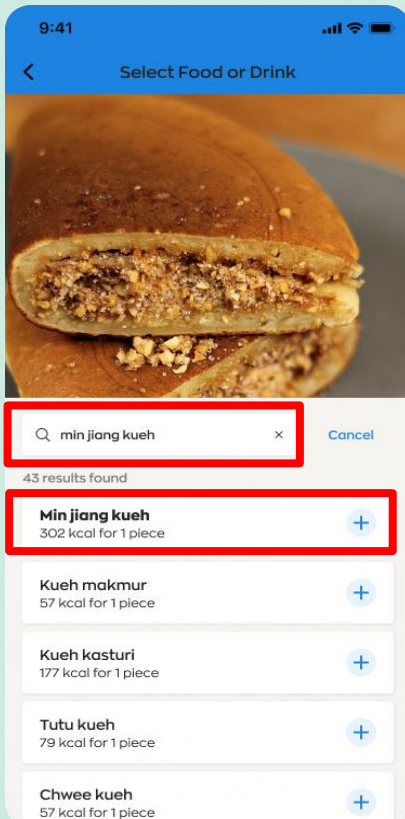 9:41
Select Food or Drink
min jiang kueh
Cancel
43 results found
Min jiang kueh
302 kcal for 1 piece
Kueh makmur
57 kcal for 1 piece
Kueh kasturi
177 kcal for 1 piece
Tutu kueh
79 kcal for 1 piece
Chwee kueh
57 kcal for 1 piece